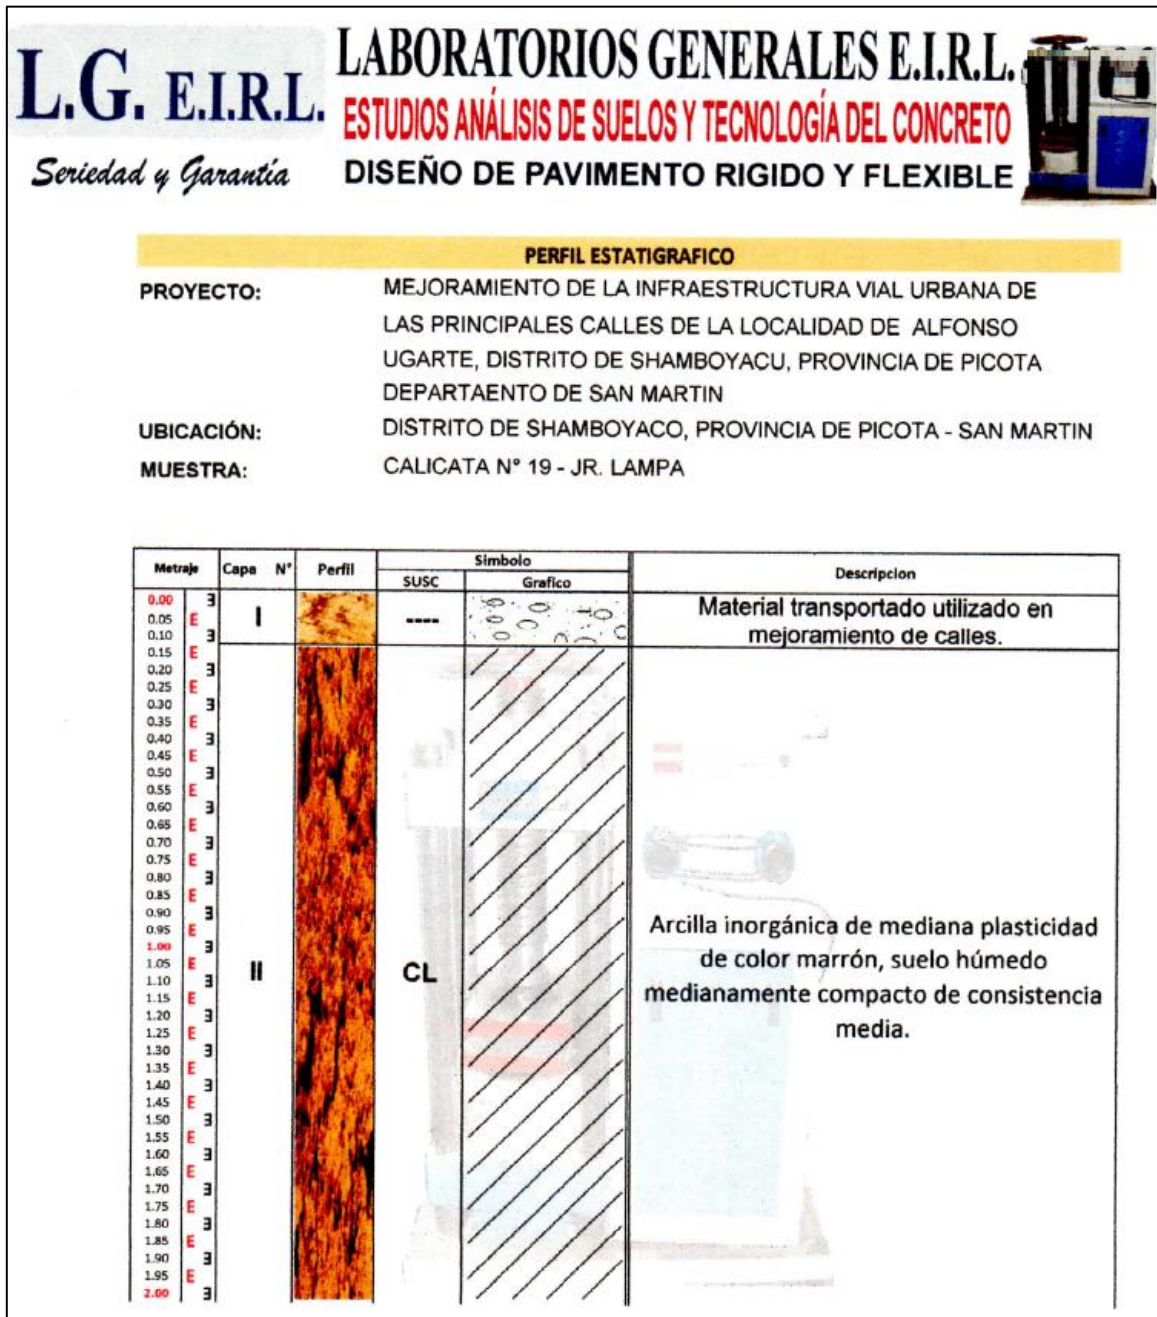 L.G. E.I.R.L.
Seriedad y Garantía
LABORATORIOS GENERALES E.I.R.L.
ESTUDIOS ANÁLISIS DE SUELOS Y TECNOLOGÍA DEL CONCRETO
DISEÑO DE PAVIMENTO RIGIDO Y FLEXIBLE
PERFIL ESTATIGRAFICO
PROYECTO: MEJORAMIENTO DE LA INFRAESTRUCTURA VIAL URBANA DE
LAS PRINCIPALES CALLES DE LA LOCALIDAD DE ALFONSO
UGARTE, DISTRITO DE SHAMBOYACU, PROVINCIA DE PICOTA
DEPARTAENTO DE SAN MARTIN
UBICACIÓN: DISTRITO DE SHAMBOYACO, PROVINCIA DE PICOTA - SAN MARTIN
MUESTRA: CALICATA N° 19 - JR. LAMPA
Metraje Capa N° Perfil Simbolo Descripcion
SUSC Grafico
0.00 E
0.05 E I ---- Material transportado utilizado en
0.10 E mejoramiento de calles.
0.15 E
0.20 E
0.25 E
0.30 E
0.35 E
0.40 E
0.45 E
0.50 E
0.55 E
0.60 E
0.65 E
0.70 E
0.75 E
0.80 E
0.85 E
0.90 E
0.95 E Arcilla inorgánica de mediana plasticidad
1.00 E
1.05 E II CL de color marrón, suelo húmedo
1.10 E
1.15 E medianamente compacto de consistencia
1.20 E
1.25 E media.
1.30 E
1.35 E
1.40 E
1.45 E
1.50 E
1.55 E
1.60 E
1.65 E
1.70 E
1.75 E
1.80 E
1.85 E
1.90 E
1.95 E
2.00 E